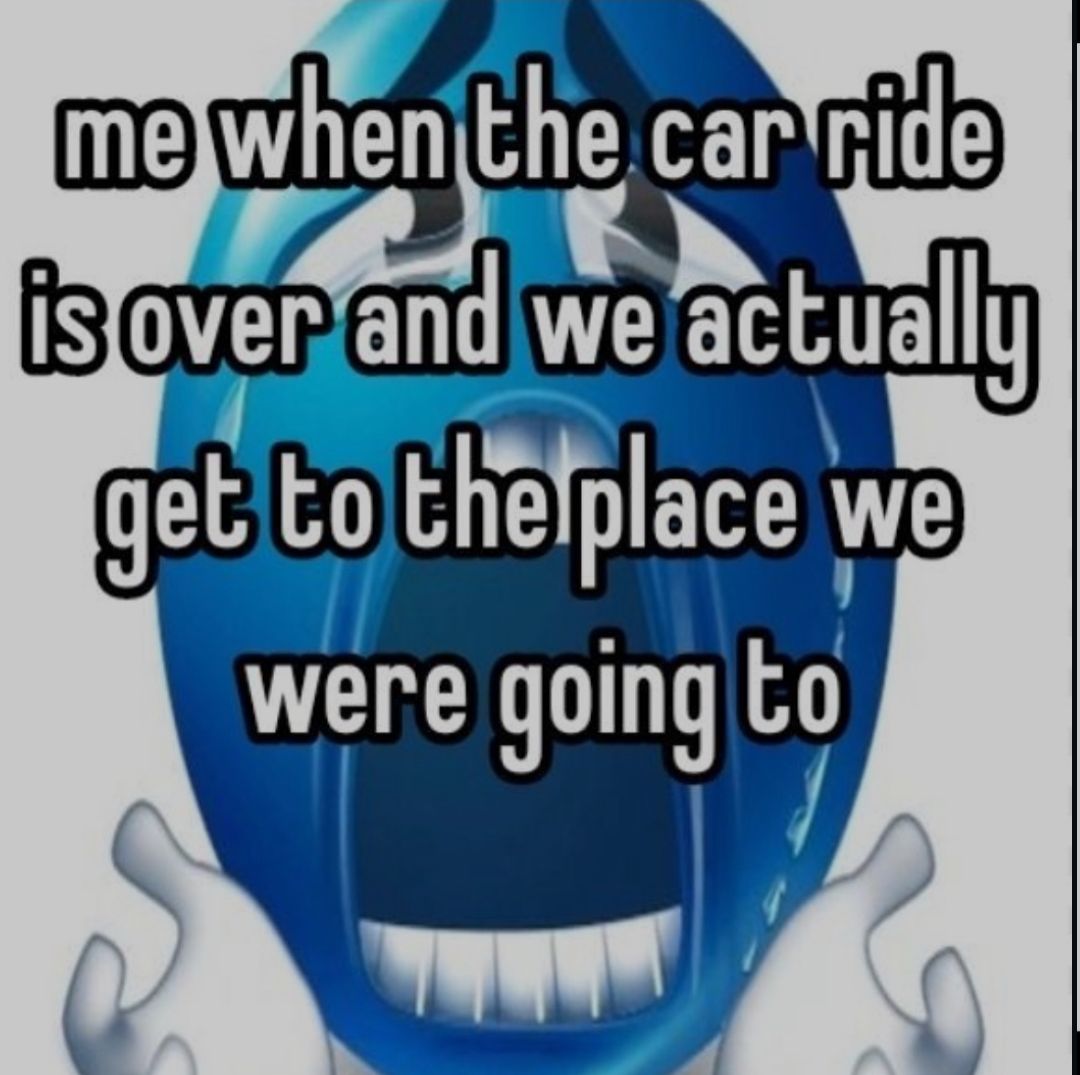 me when the car ride
is over and we actually
get to the place we
were going to